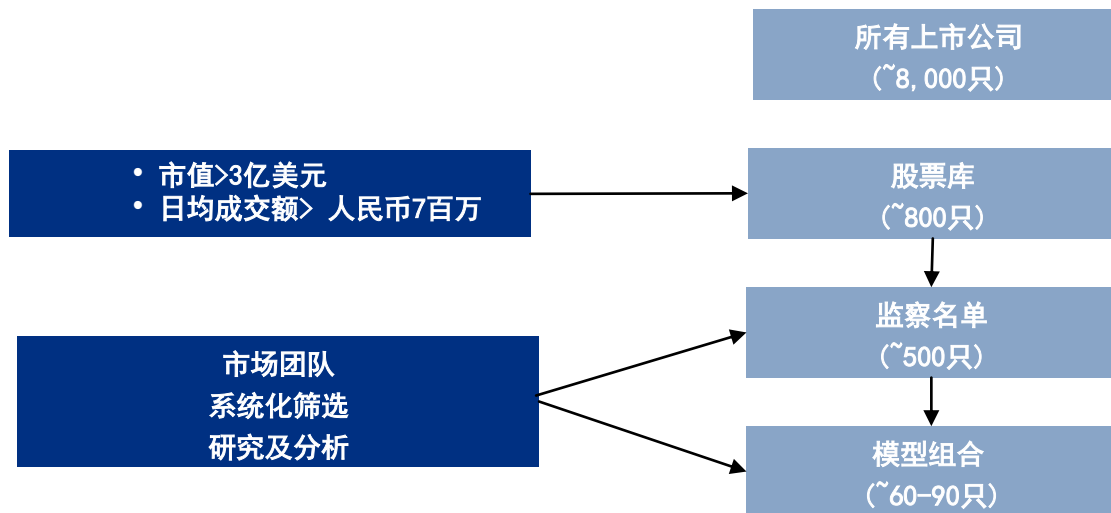 所有上市公司
(~8,000只)
• 市值>3亿美元
• 日均成交额> 人民币7百万
股票库
(~800只)
监察名单
(~500只)
市场团队
系统化筛选
研究及分析
模型组合
(~60-90只)